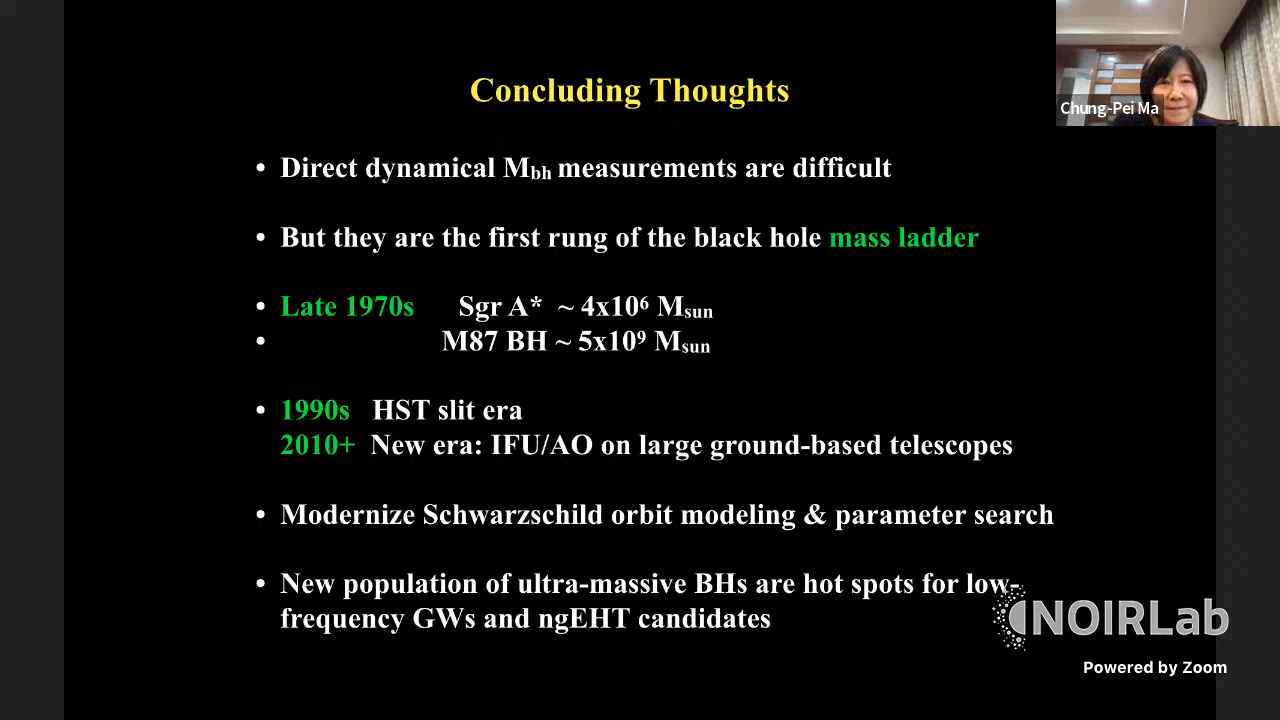 Concluding Thoughts
Chung-Pei Ma
• Direct dynamical Mbh measurements are difficult
• But they are the first rung of the black hole mass ladder
• Late 1970s Sgr A* ~ 4x10⁶ Msun
• M87 BH ~ 5x10⁹ Msun
• 1990s HST slit era
2010+ New era: IFU/AO on large ground-based telescopes
• Modernize Schwarzschild orbit modeling & parameter search
• New population of ultra-massive BHs are hot spots for low-
frequency GWs and ngEHT candidates
NOIRLab
Powered by Zoom